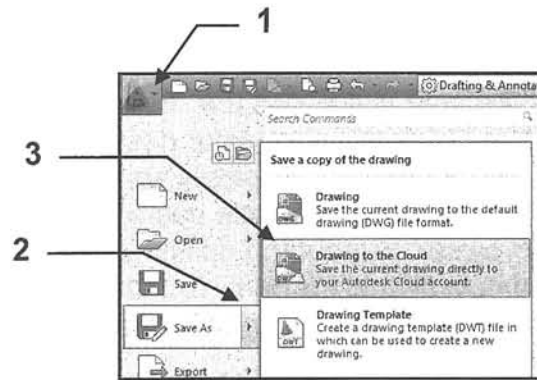 1
Drafting & Annota
Search Commands
3
Save a copy of the drawing
New
Drawing
Save the current drawing to the default
drawing (DWG) file format.
DWG
2
Open
Drawing to the Cloud
Save the current drawing directly to
your Autodesk Cloud account.
Save
Save As
Drawing Template
Create a drawing template (DWT) file in
which can be used to create a new
drawing.
DWT
Export